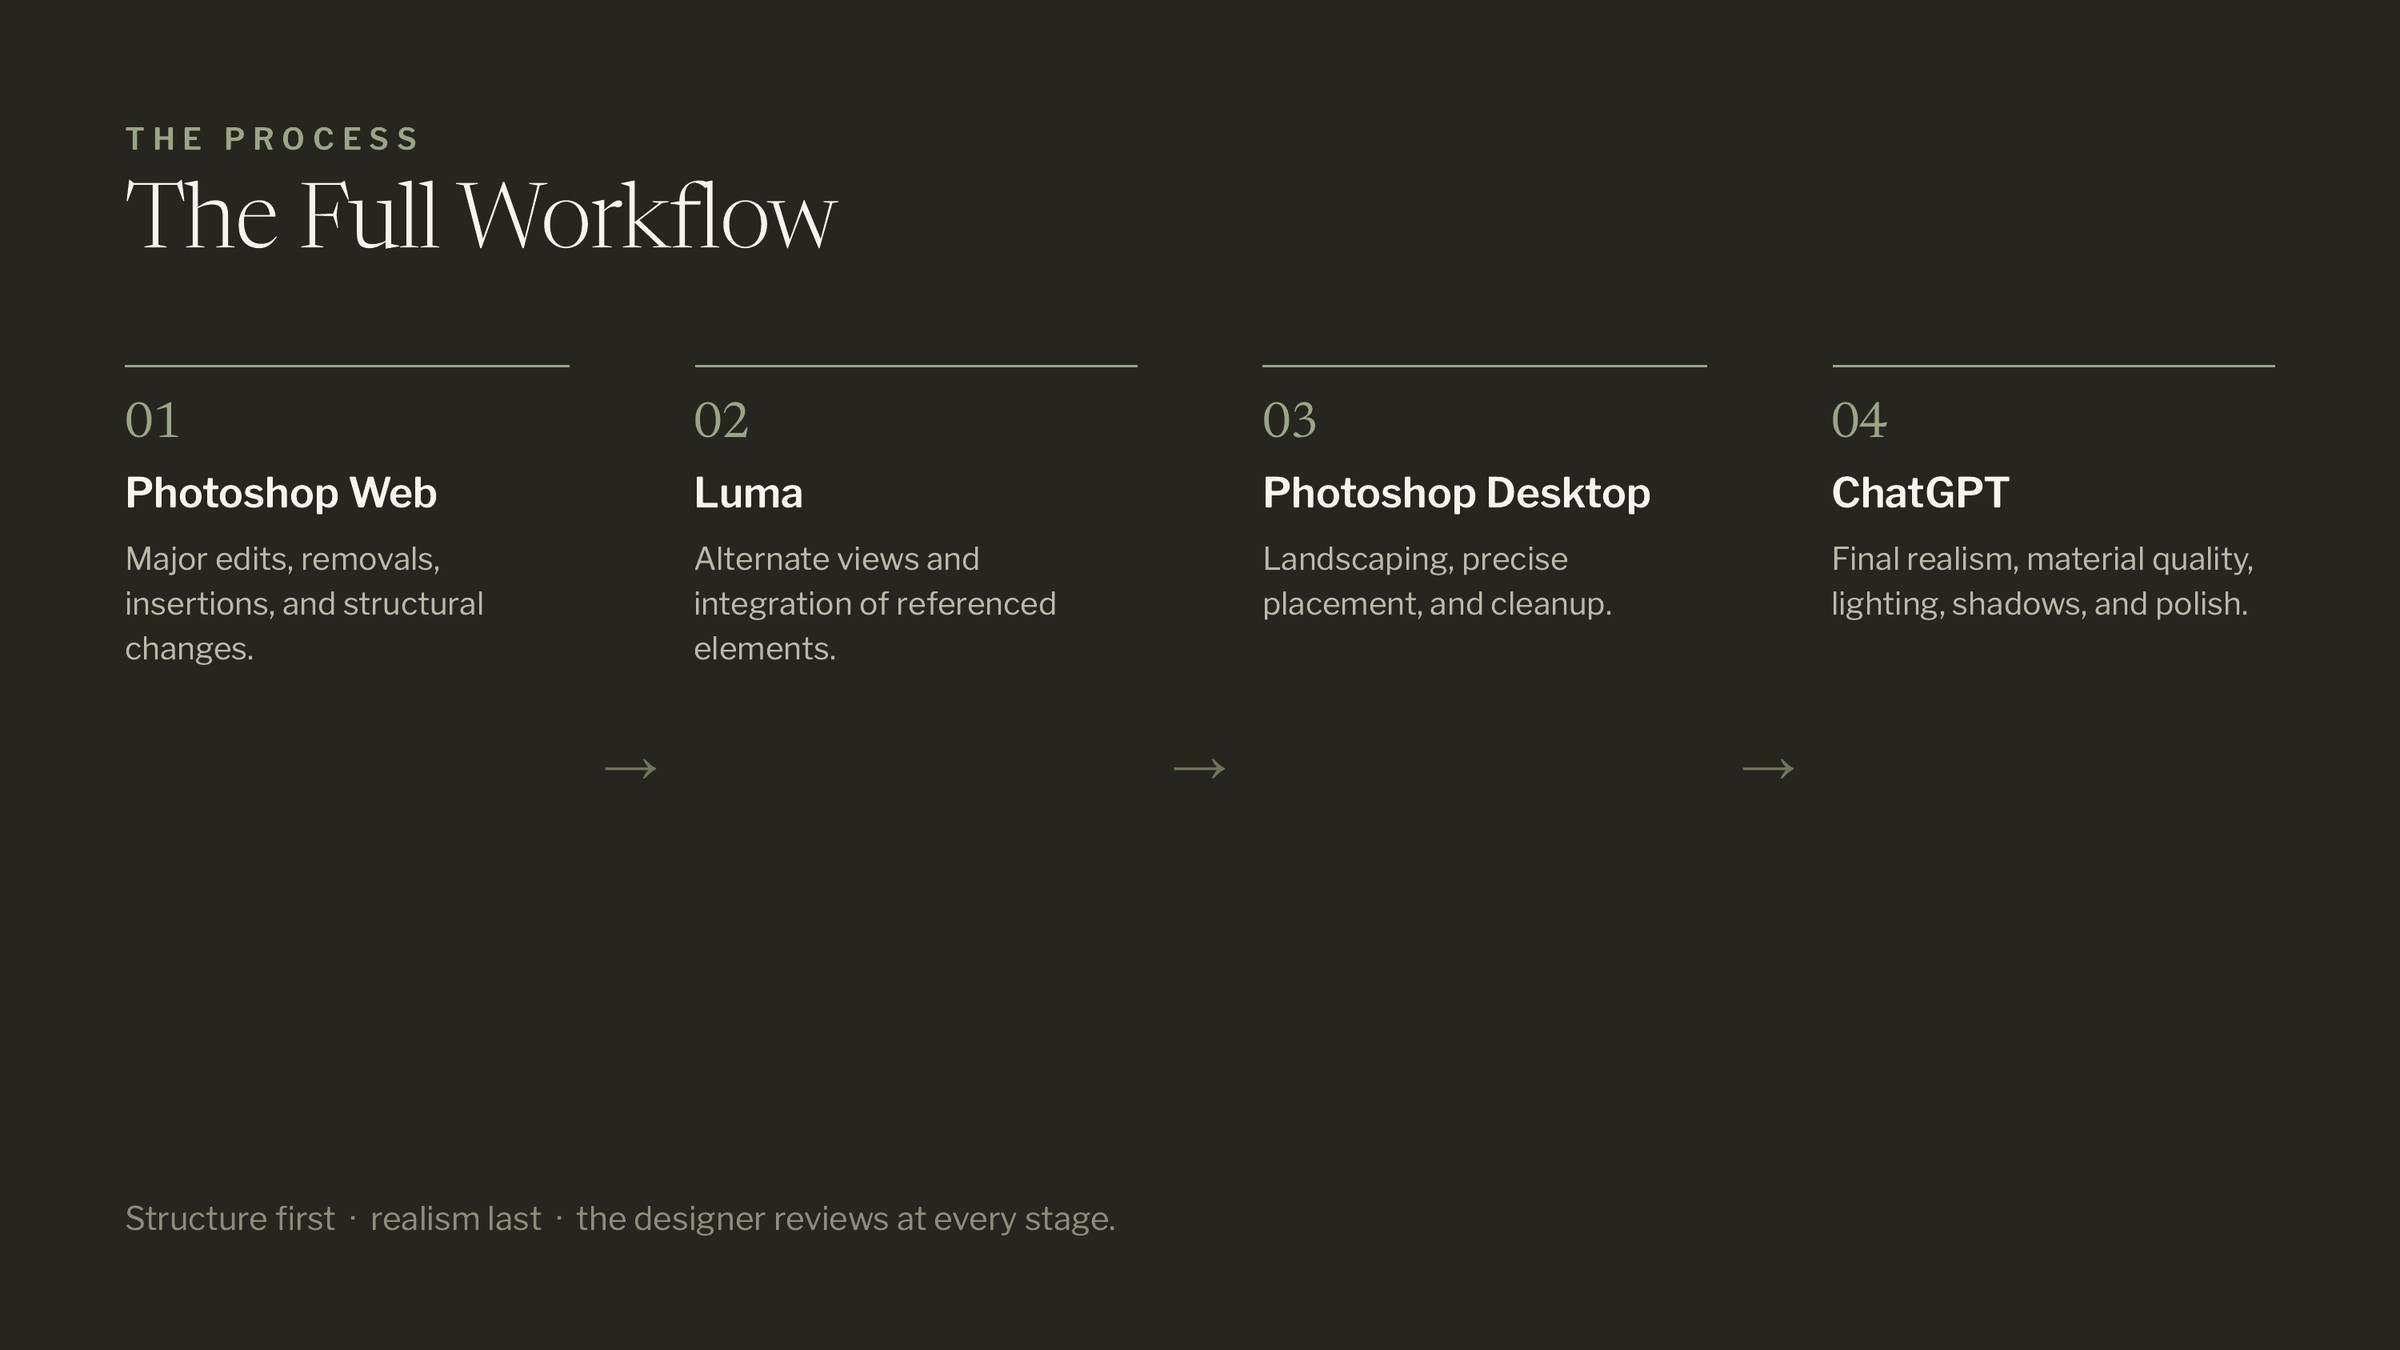 THE PROCESS
The Full Workflow
01
Photoshop Web
Major edits, removals,
insertions, and structural
changes.
→
02
Luma
Alternate views and
integration of referenced
elements.
→
03
Photoshop Desktop
Landscaping, precise
placement, and cleanup.
→
04
ChatGPT
Final realism, material quality,
lighting, shadows, and polish.
Structure first · realism last · the designer reviews at every stage.